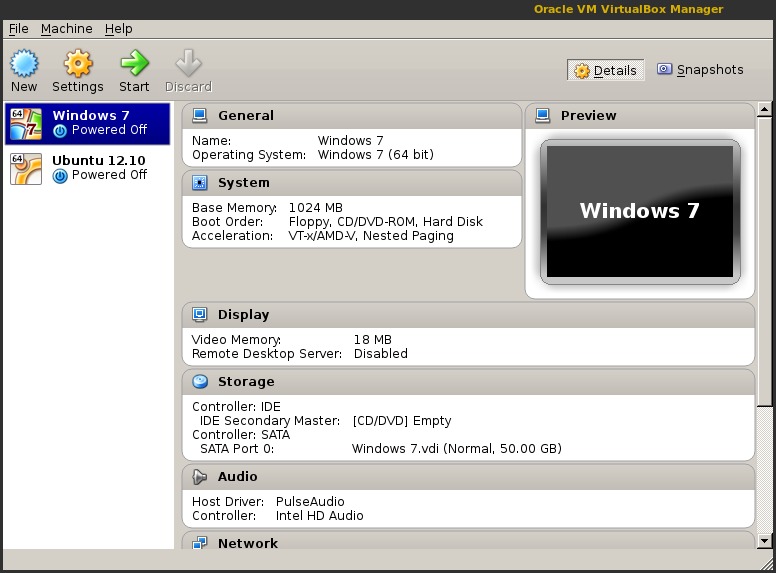 Oracle VM VirtualBox Manager
File Machine Help
New Settings Start Discard
Details Snapshots
64
Windows 7
Powered Off
64
Ubuntu 12.10
Powered Off
General
Name: Windows 7
Operating System: Windows 7 (64 bit)
System
Base Memory: 1024 MB
Boot Order: Floppy, CD/DVD-ROM, Hard Disk
Acceleration: VT-x/AMD-V, Nested Paging
Preview
Windows 7
Display
Video Memory: 18 MB
Remote Desktop Server: Disabled
Storage
Controller: IDE
IDE Secondary Master: [CD/DVD] Empty
Controller: SATA
SATA Port 0: Windows 7.vdi (Normal, 50.00 GB)
Audio
Host Driver: PulseAudio
Controller: Intel HD Audio
Network